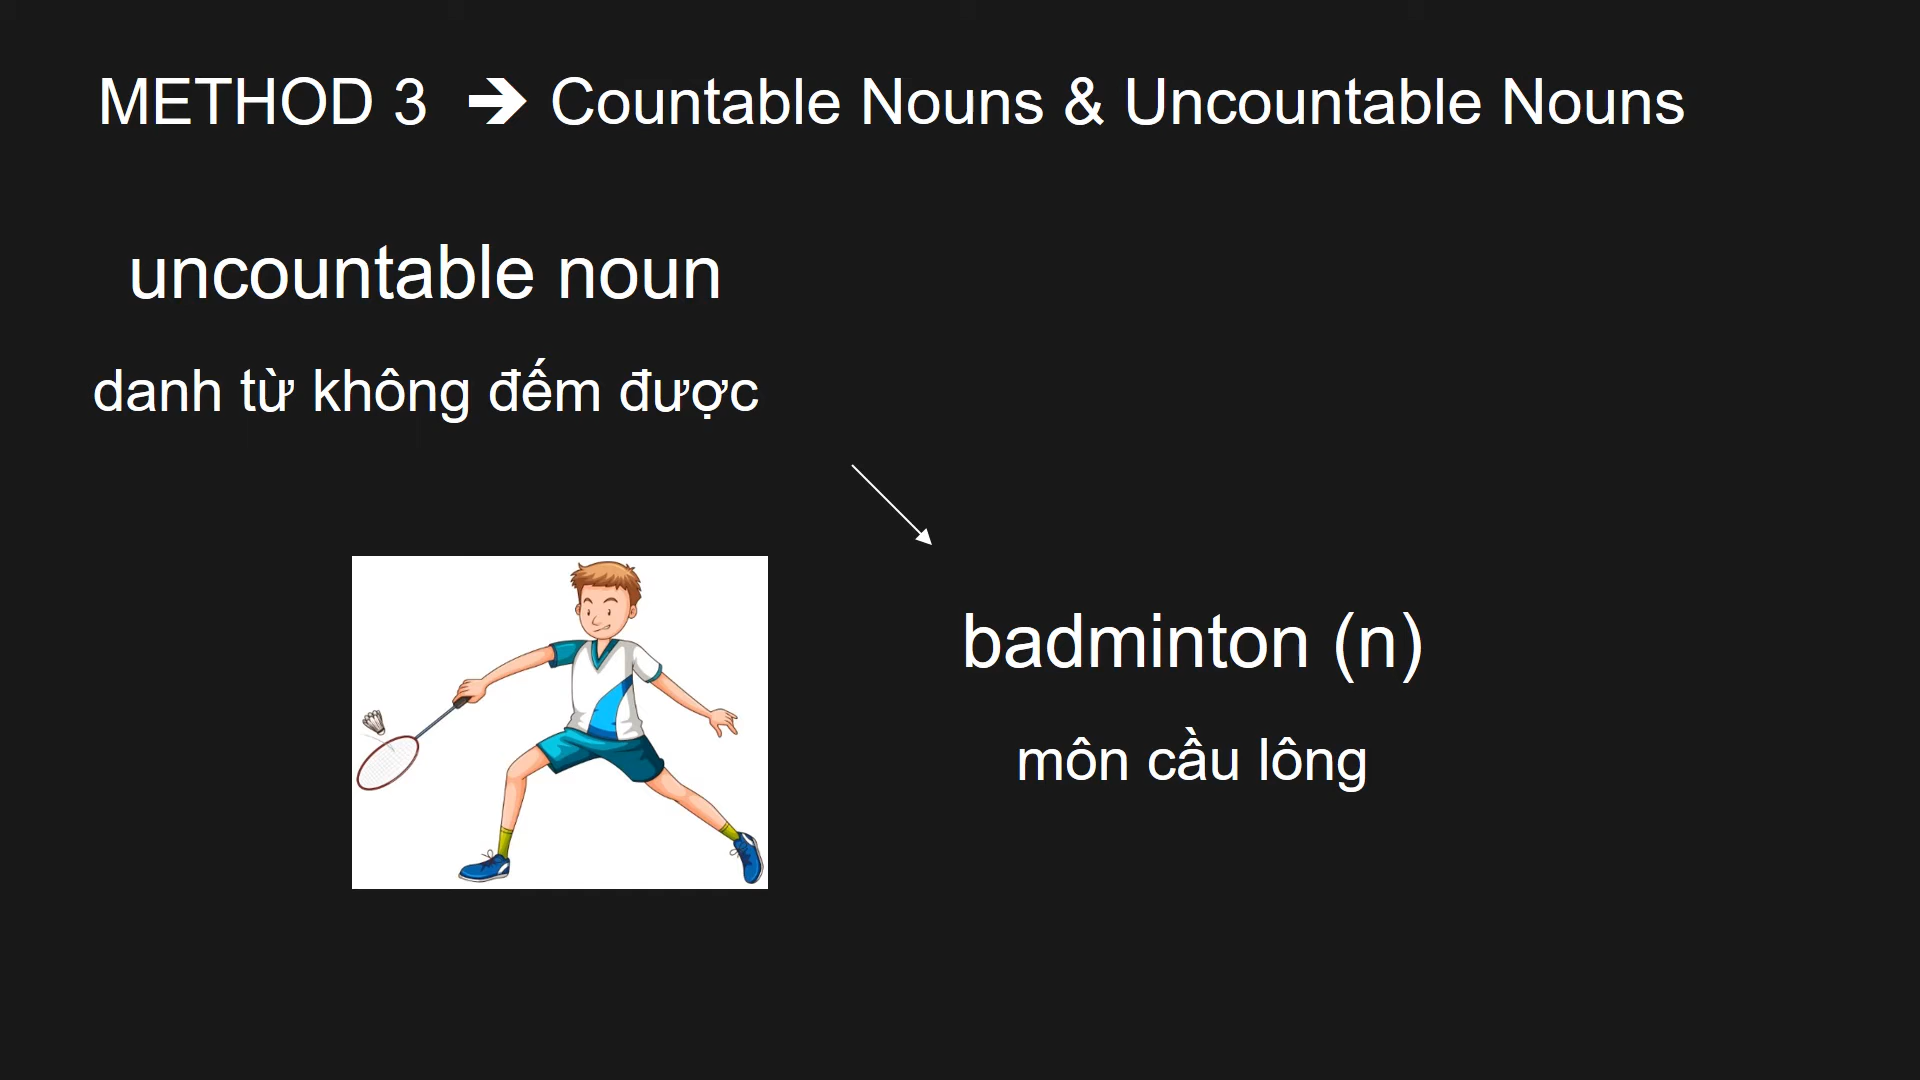 METHOD 3 ➔ Countable Nouns & Uncountable Nouns
uncountable noun
danh từ không đếm được
badminton (n)
môn cầu lông